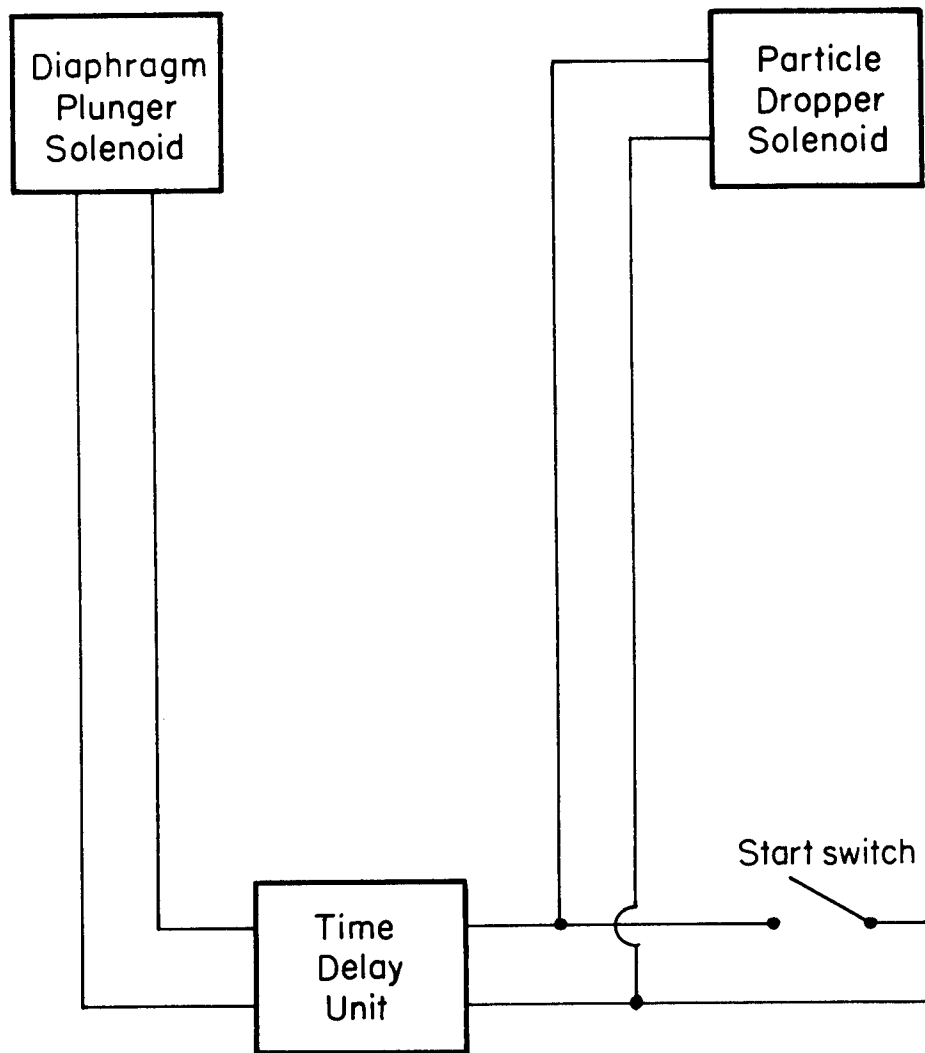 Diaphragm
Plunger
Solenoid
Particle
Dropper
Solenoid
Start switch
Time
Delay
Unit